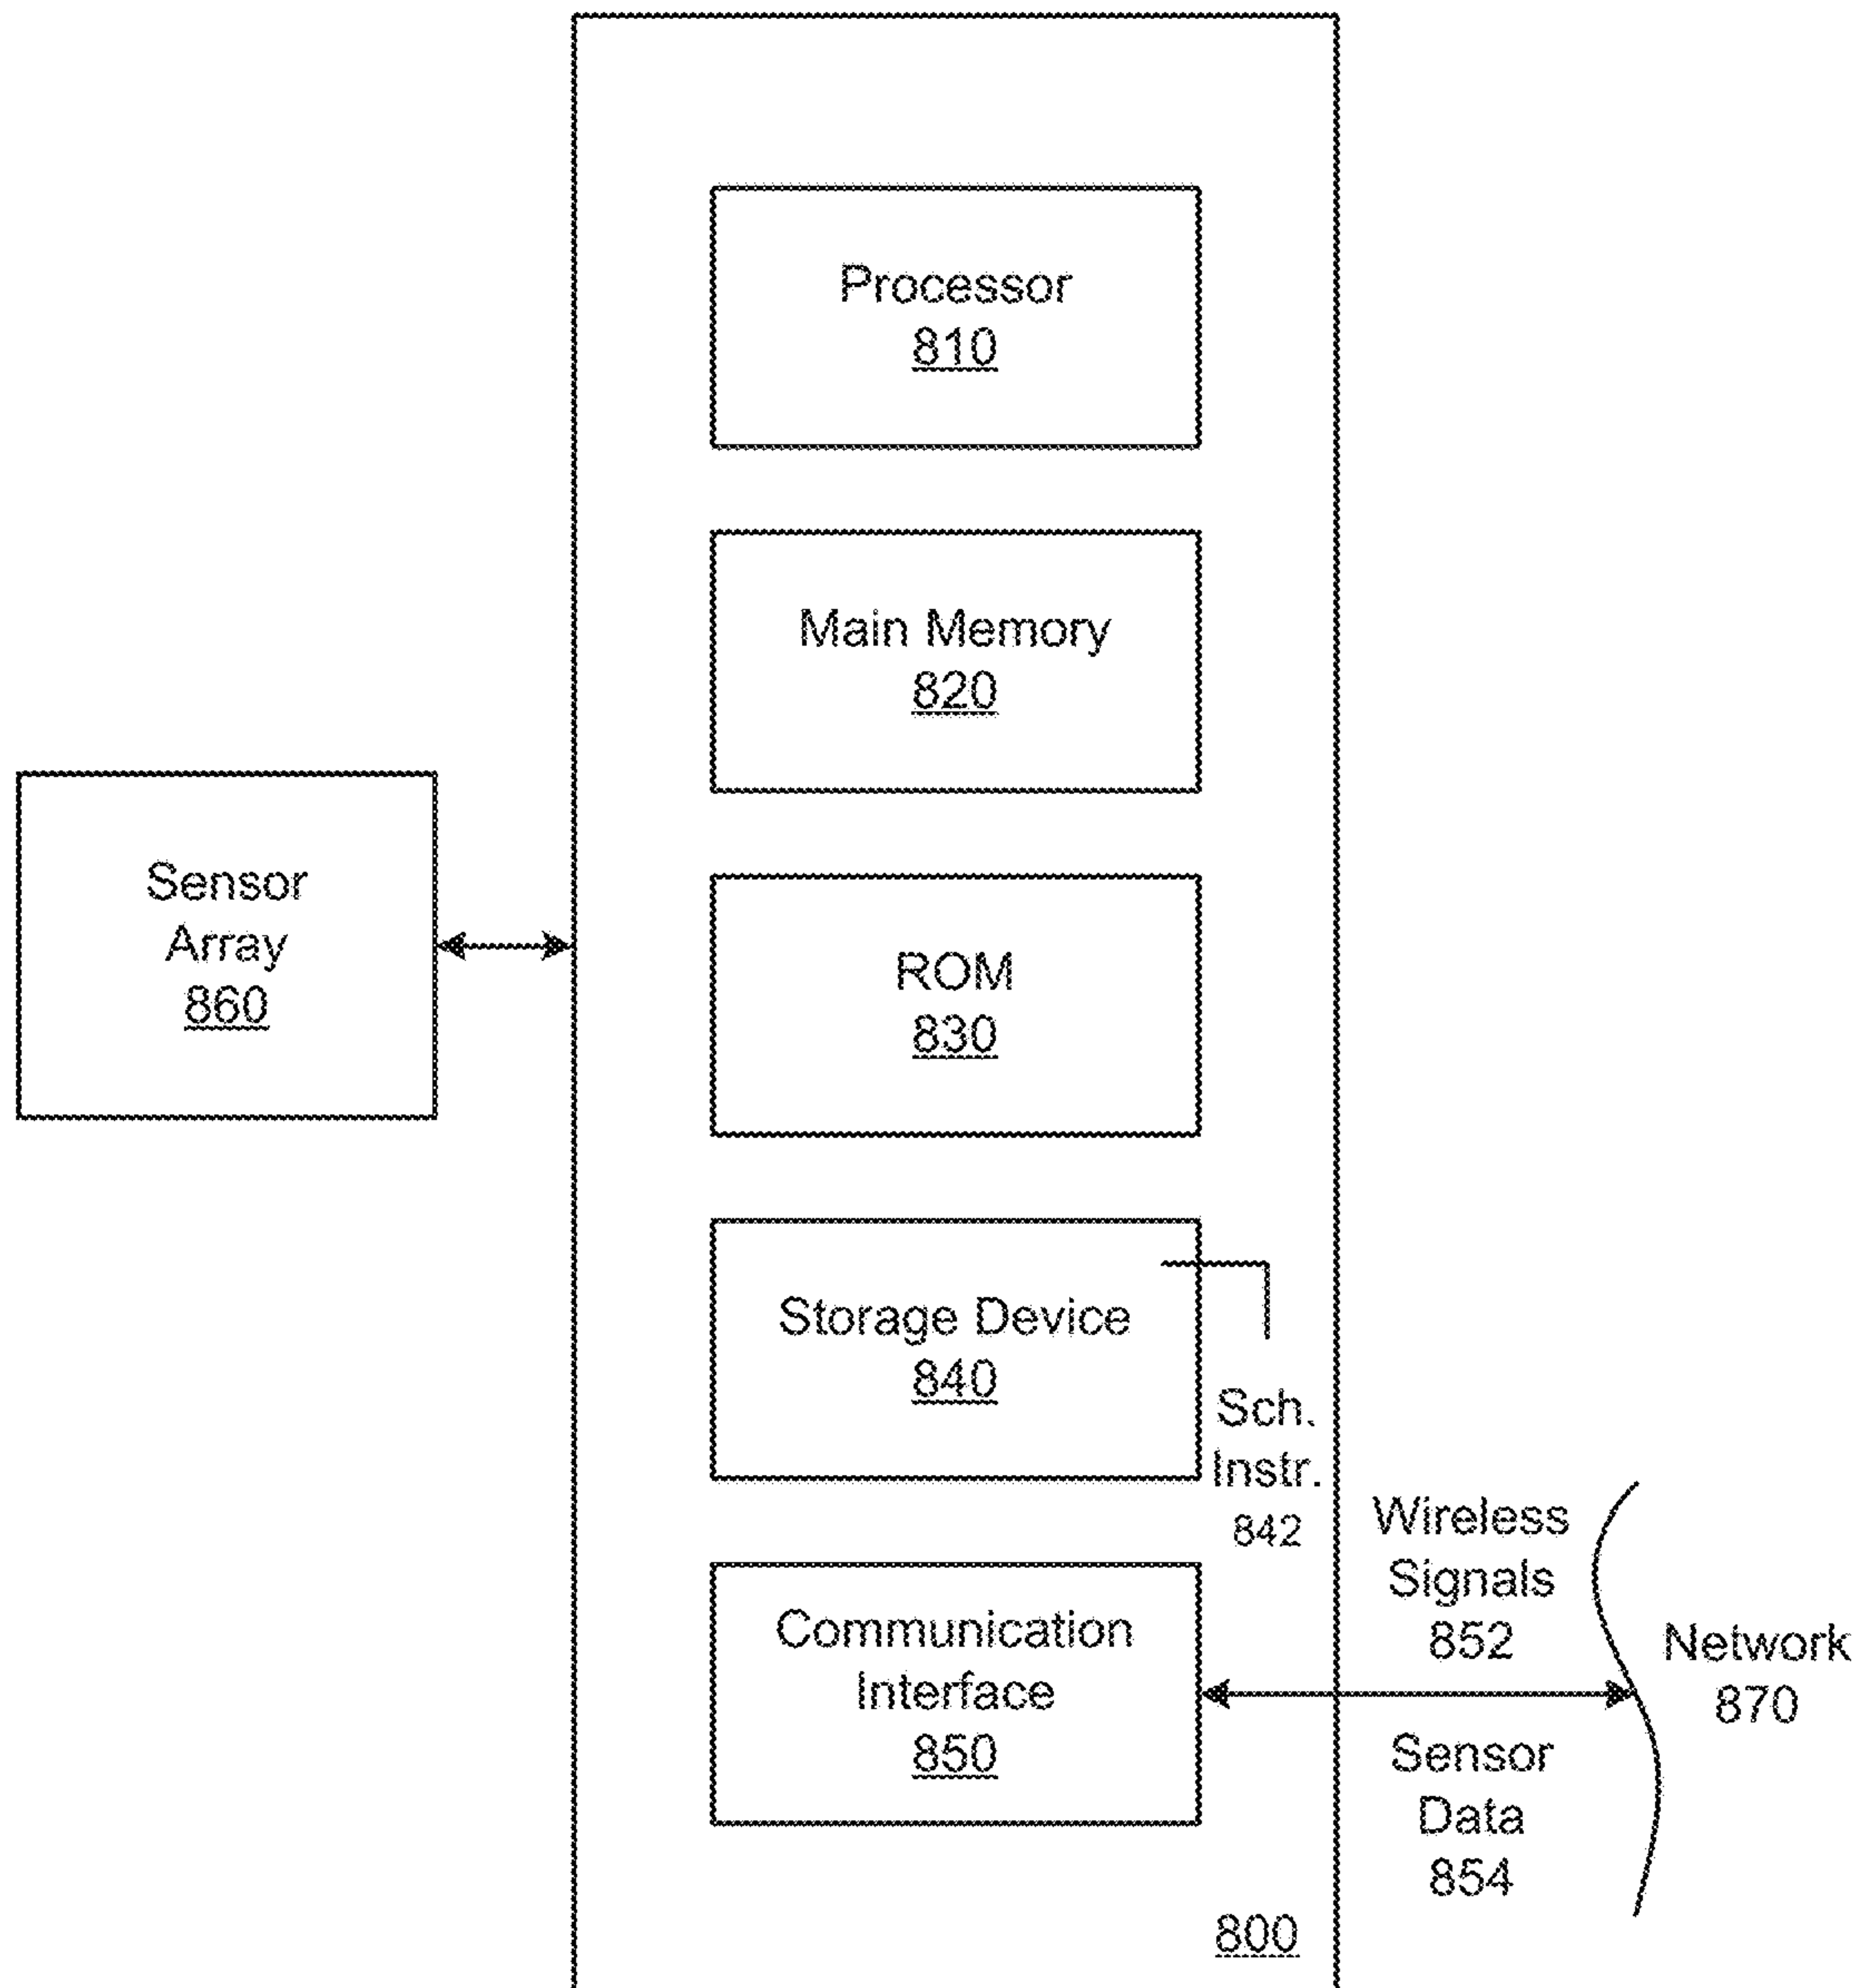 Processor
810
Main Memory
820
Sensor
Array
860
ROM
830
Storage Device
840
Sch.
Instr.
842
Communication
Interface
850
Wireless
Signals
852
Sensor
Data
854
Network
870
800